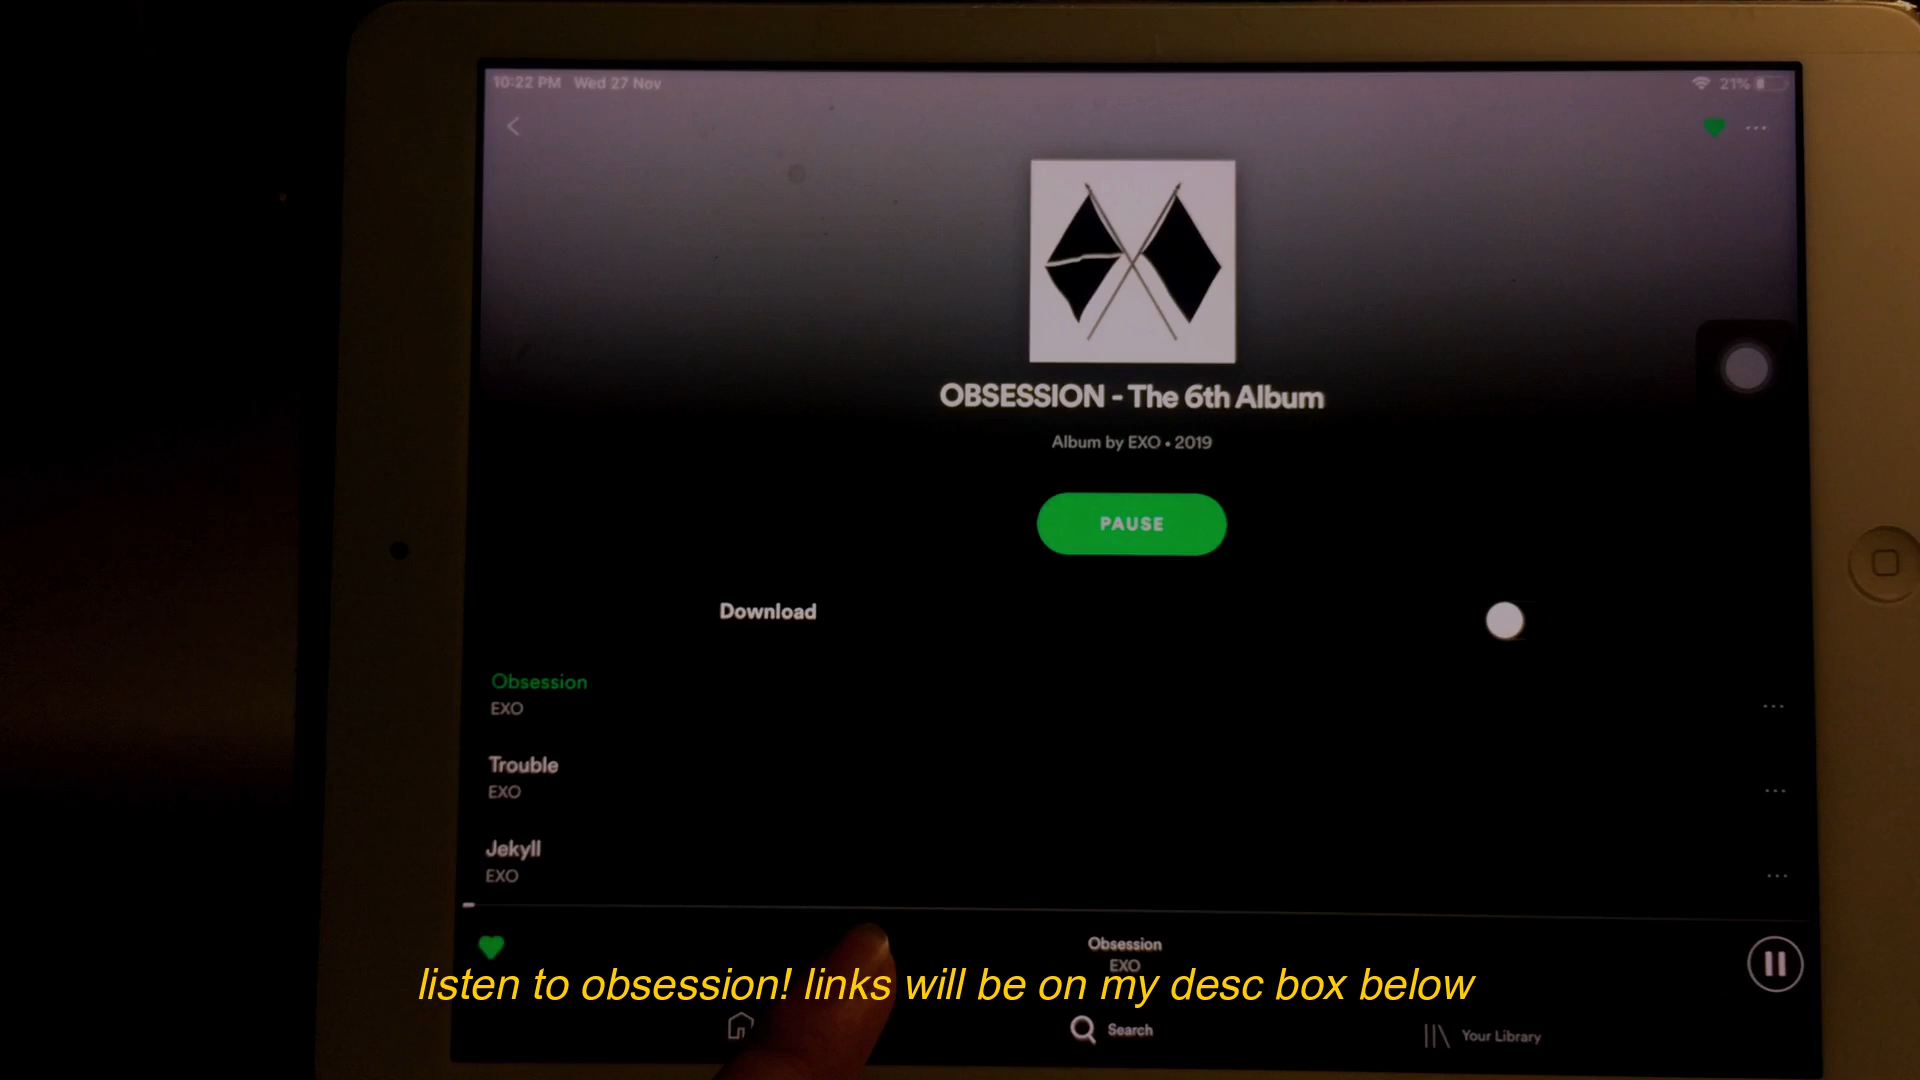 10:22 PM Wed 27 Nov
21%
OBSESSION - The 6th Album
Album by EXO • 2019
PAUSE
Download
Obsession
EXO
Trouble
EXO
Jekyll
EXO
Obsession
EXO
listen to obsession! links will be on my desc box below
Search
Your Library